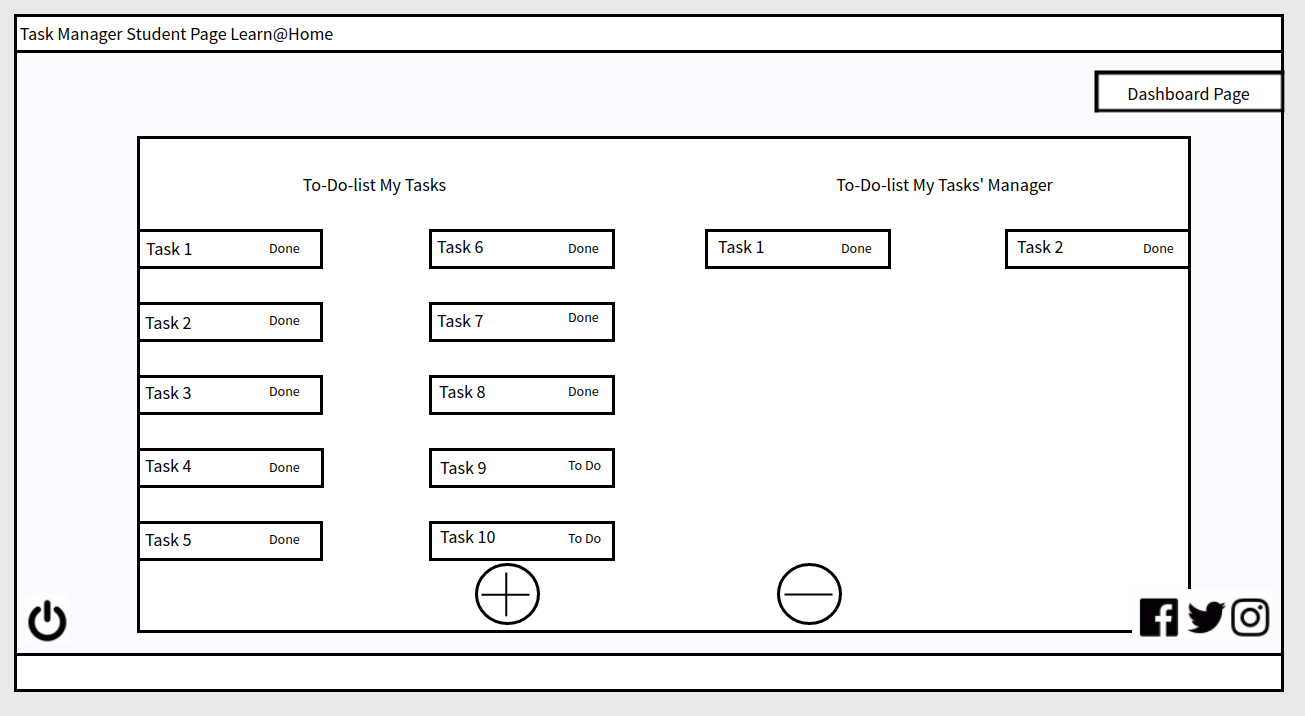 Task Manager Student Page Learn@Home
Dashboard Page
To-Do-list My Tasks
Task 1 Done
Task 6 Done
Task 2 Done
Task 7 Done
Task 3 Done
Task 8 Done
Task 4 Done
Task 9 To Do
Task 5 Done
Task 10 To Do
To-Do-list My Tasks' Manager
Task 1 Done
Task 2 Done